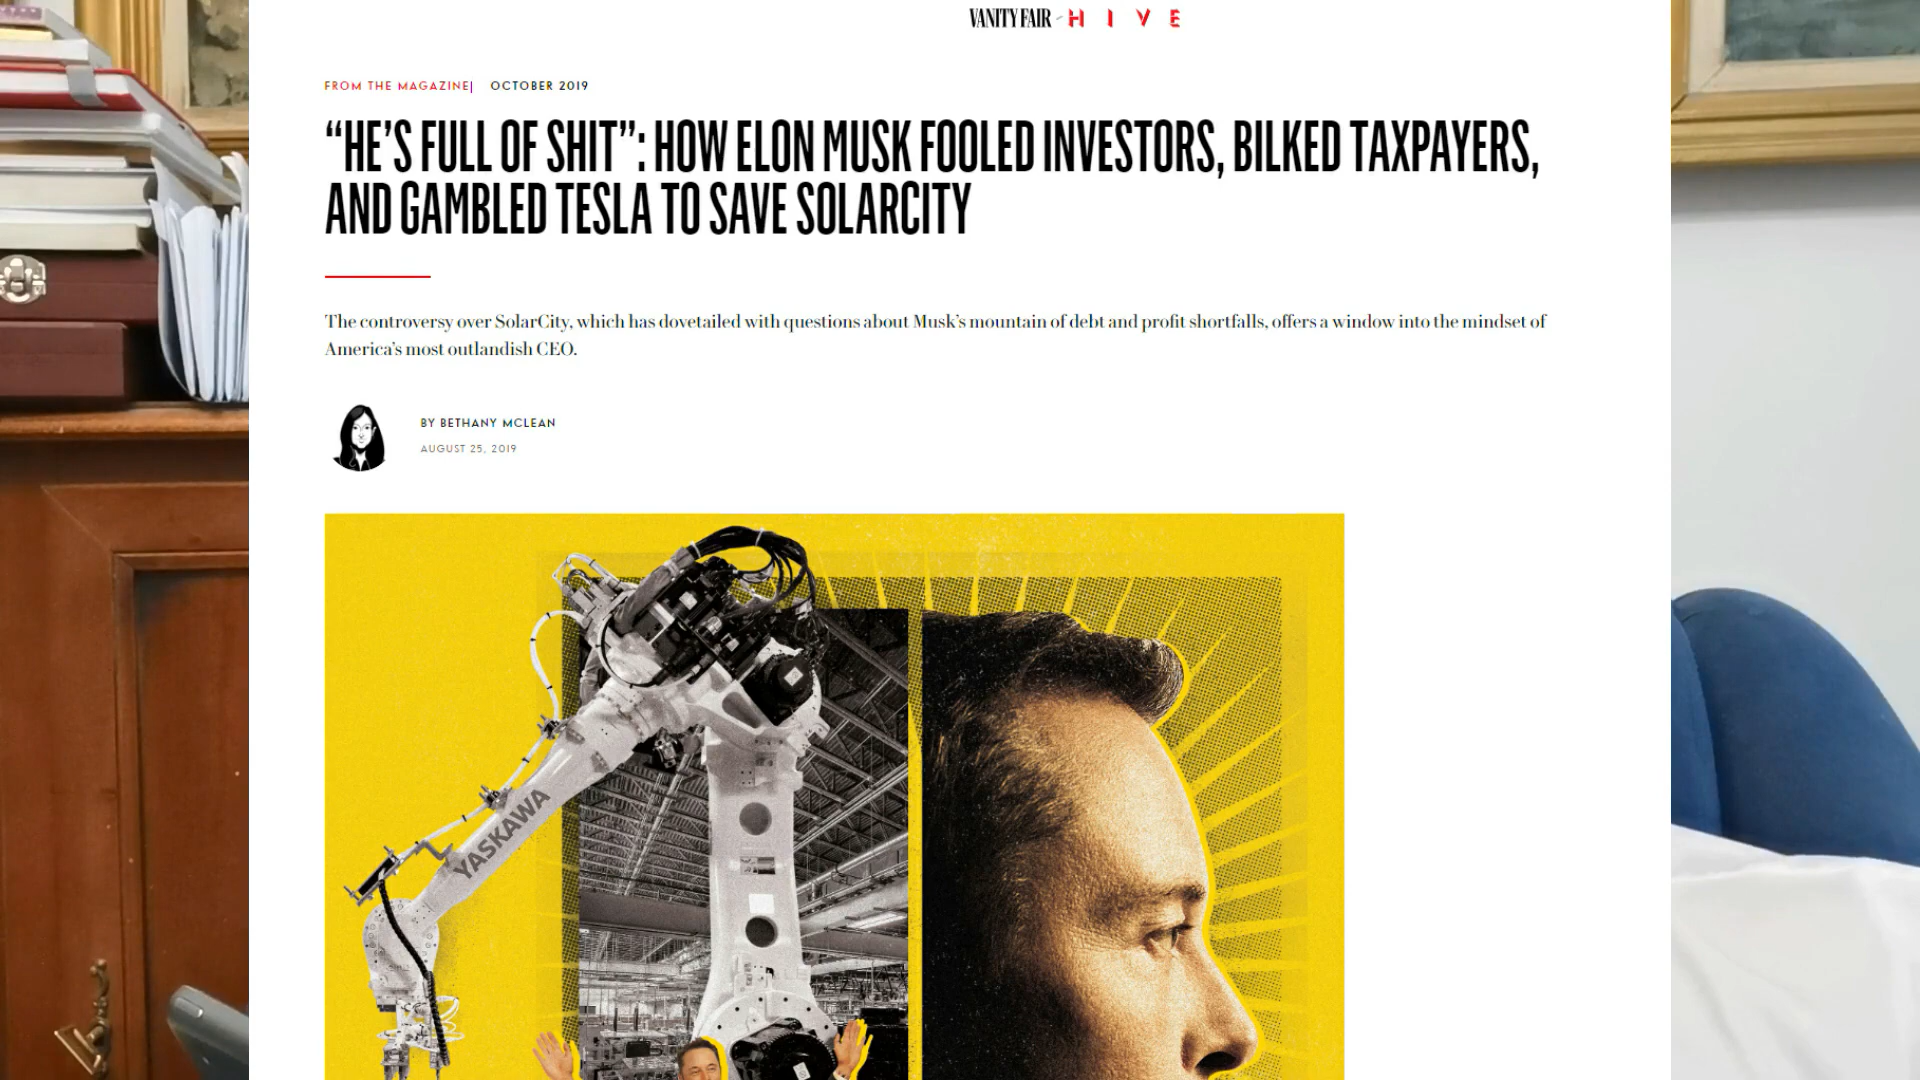 VANITY FAIR HIVE
FROM THE MAGAZINE| OCTOBER 2019
“HE’S FULL OF SHIT”: HOW ELON MUSK FOOLED INVESTORS, BILKED TAXPAYERS,
AND GAMBLED TESLA TO SAVE SOLARCITY
The controversy over SolarCity, which has dovetailed with questions about Musk’s mountain of debt and profit shortfalls, offers a window into the mindset of
America’s most outlandish CEO.
BY BETHANY MCLEAN
AUGUST 25, 2019
YASKAWA